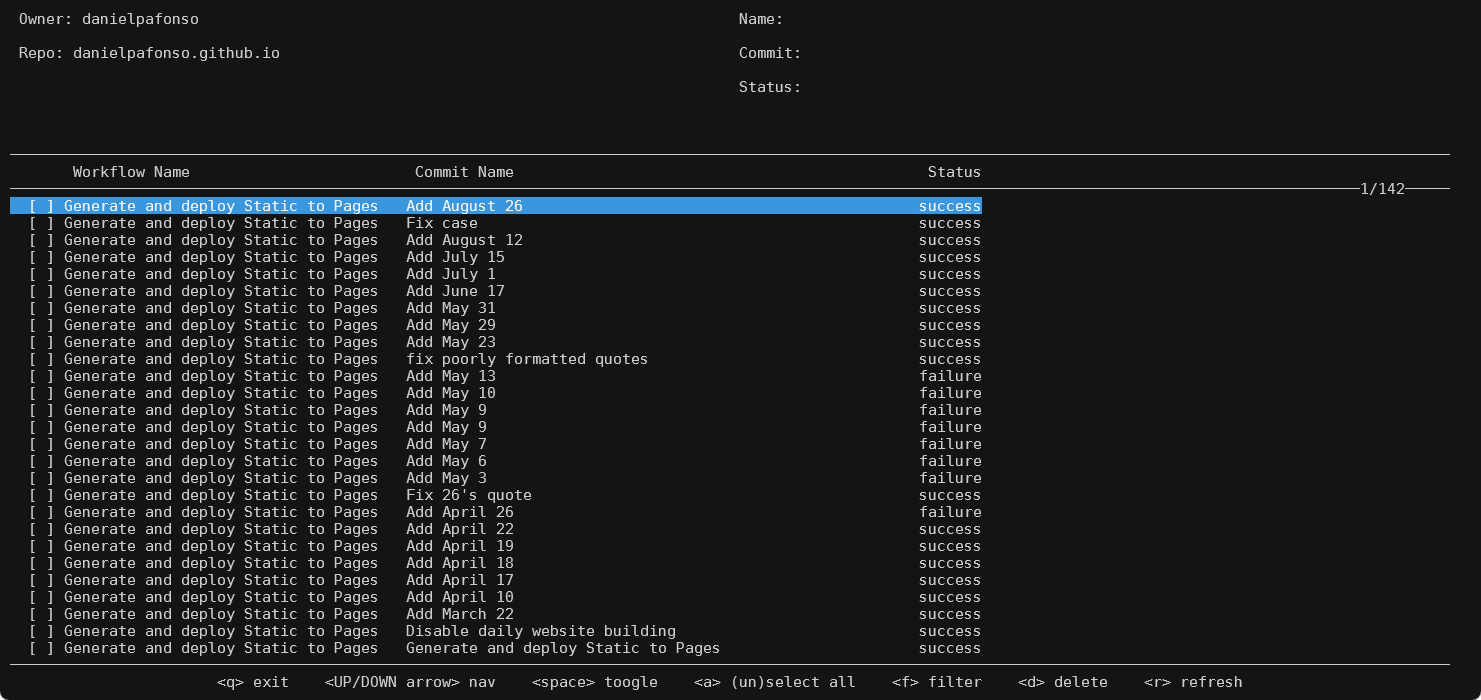 Owner: danielpafonso Name:
Repo: danielpafonso.github.io Commit:
Status:
Workflow Name Commit Name Status
1/142
[ ] Generate and deploy Static to Pages Add August 26 success
[ ] Generate and deploy Static to Pages Fix case success
[ ] Generate and deploy Static to Pages Add August 12 success
[ ] Generate and deploy Static to Pages Add July 15 success
[ ] Generate and deploy Static to Pages Add July 1 success
[ ] Generate and deploy Static to Pages Add June 17 success
[ ] Generate and deploy Static to Pages Add May 31 success
[ ] Generate and deploy Static to Pages Add May 29 success
[ ] Generate and deploy Static to Pages Add May 23 success
[ ] Generate and deploy Static to Pages fix poorly formatted quotes success
[ ] Generate and deploy Static to Pages Add May 13 failure
[ ] Generate and deploy Static to Pages Add May 10 failure
[ ] Generate and deploy Static to Pages Add May 9 failure
[ ] Generate and deploy Static to Pages Add May 9 failure
[ ] Generate and deploy Static to Pages Add May 7 failure
[ ] Generate and deploy Static to Pages Add May 6 failure
[ ] Generate and deploy Static to Pages Add May 3 failure
[ ] Generate and deploy Static to Pages Fix 26's quote success
[ ] Generate and deploy Static to Pages Add April 26 failure
[ ] Generate and deploy Static to Pages Add April 22 success
[ ] Generate and deploy Static to Pages Add April 19 success
[ ] Generate and deploy Static to Pages Add April 18 success
[ ] Generate and deploy Static to Pages Add April 17 success
[ ] Generate and deploy Static to Pages Add April 10 success
[ ] Generate and deploy Static to Pages Add March 22 success
[ ] Generate and deploy Static to Pages Disable daily website building success
[ ] Generate and deploy Static to Pages Generate and deploy Static to Pages success
<q> exit <UP/DOWN arrow> nav <space> toogle <a> (un)select all <f> filter <d> delete <r> refresh